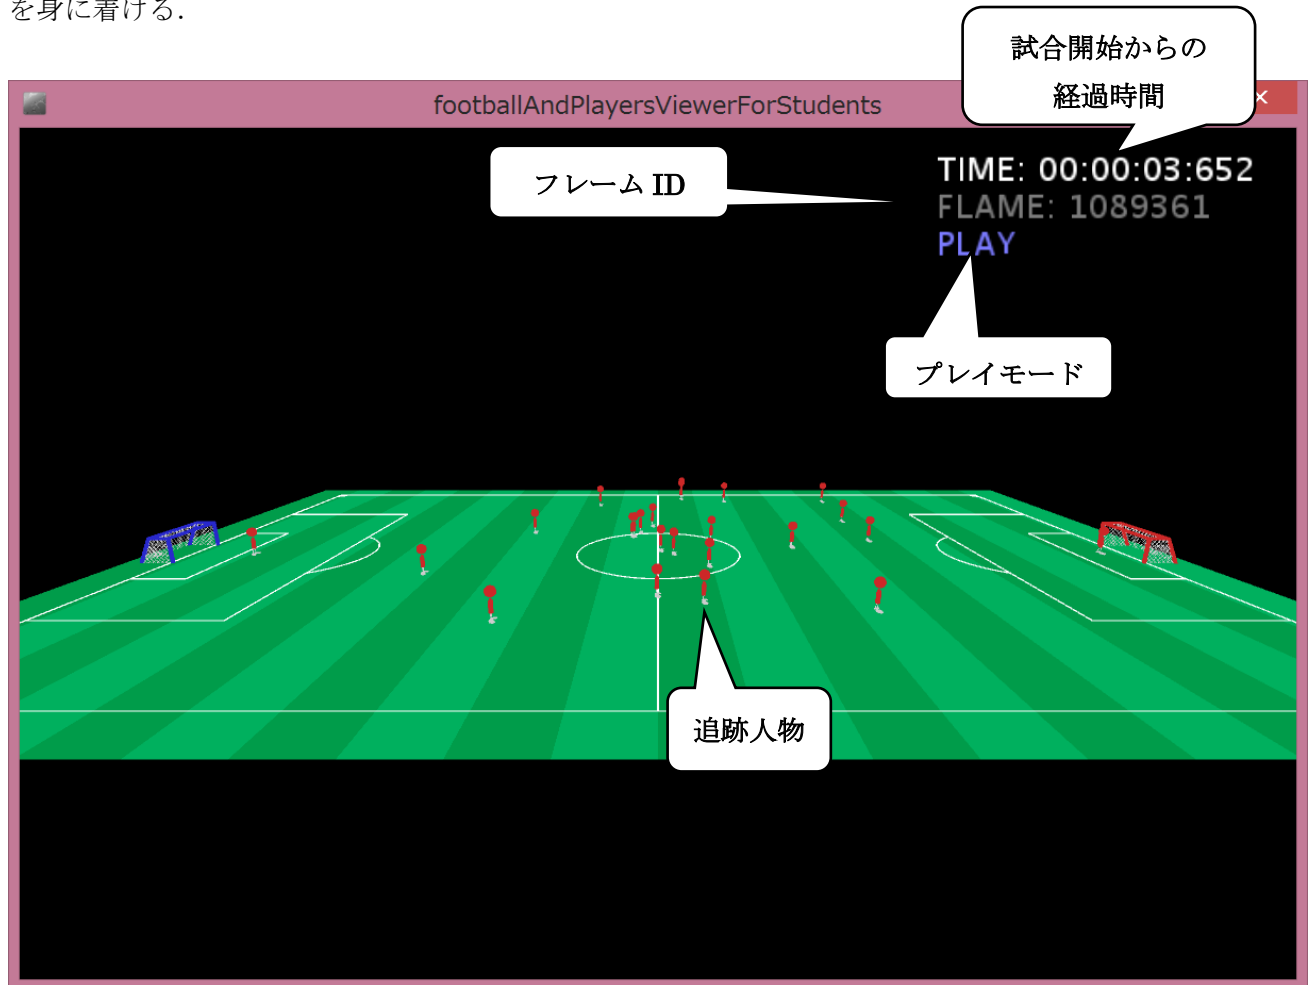 を身に着ける.
試合開始からの
経過時間
footballAndPlayersViewerForStudents
×
TIME: 00:00:03:652
フレーム ID
FLAME: 1089361
PLAY
プレイモード
追跡人物